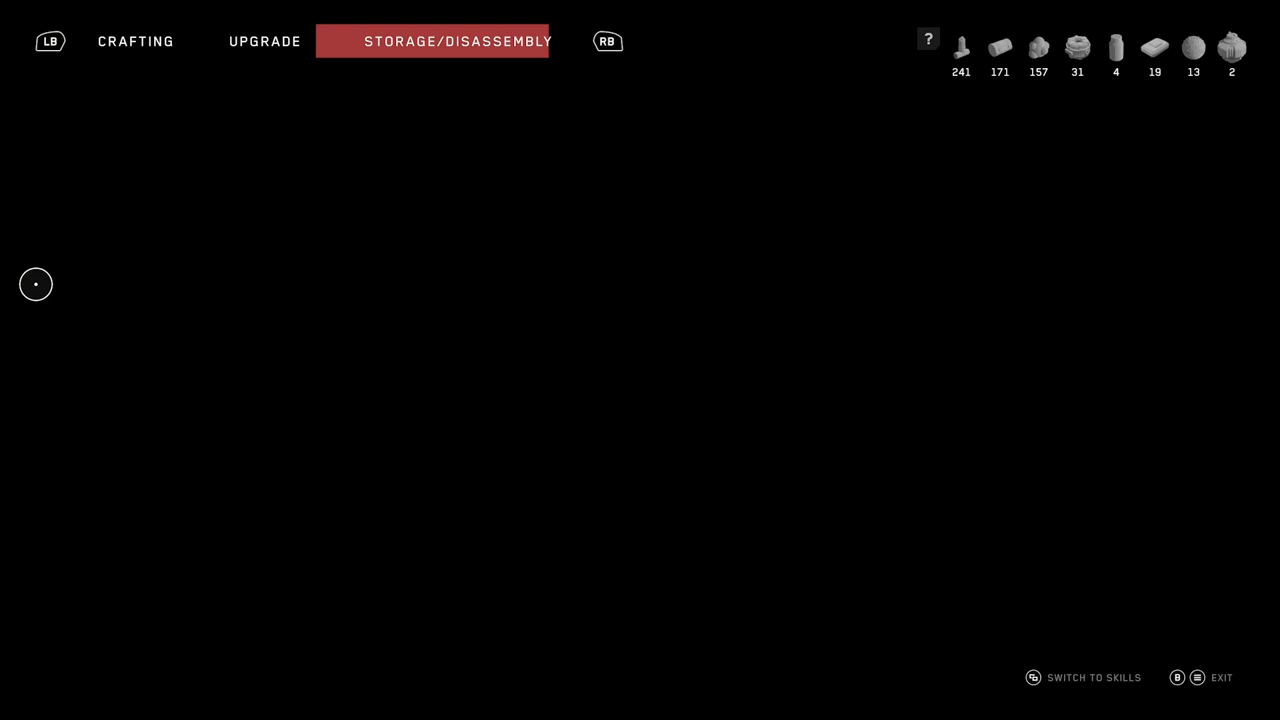 LB CRAFTING UPGRADE STORAGE/DISASSEMBLY RB ?
241 171 157 31 4 19 13 2
SWITCH TO SKILLS B EXIT